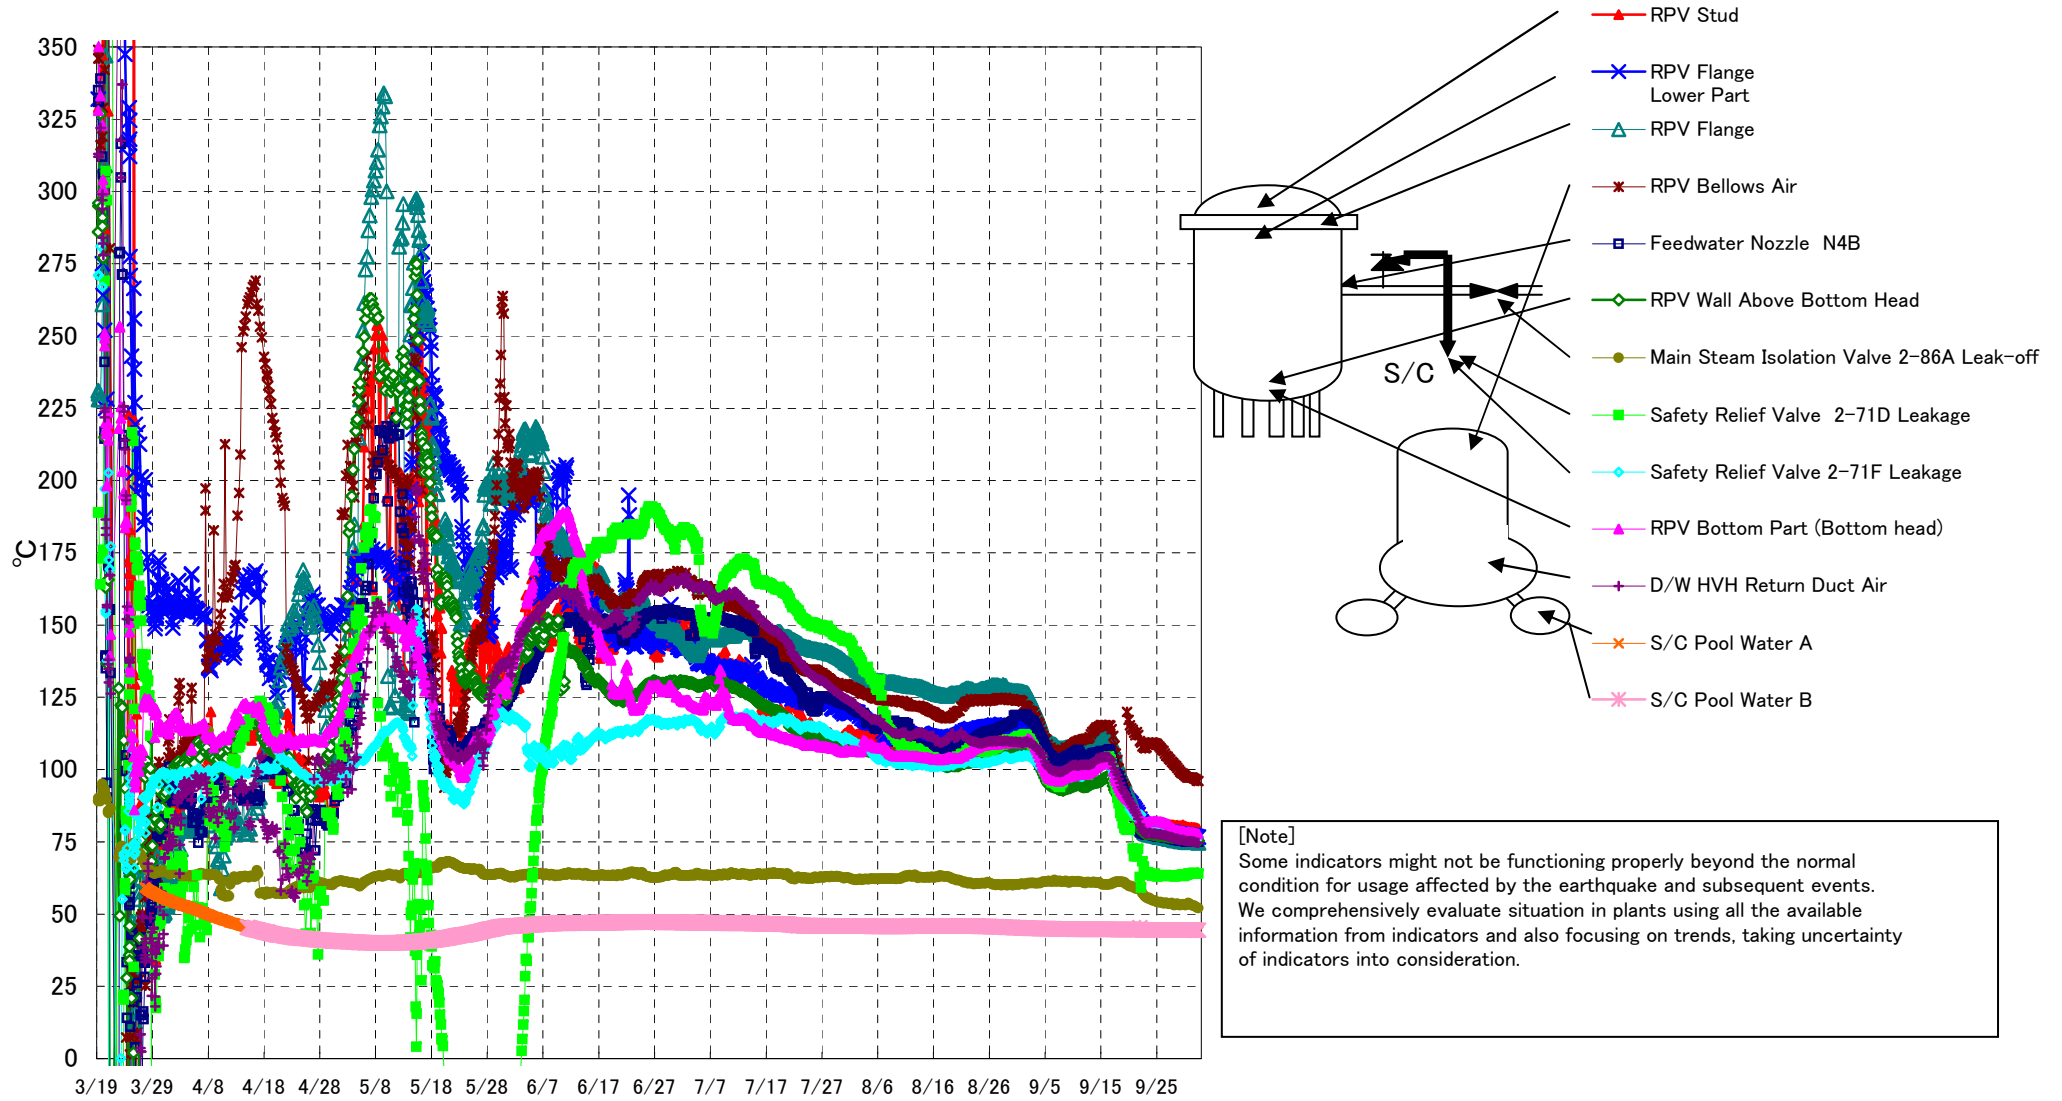 350
325
300
275
250
225
200
175
150
125
100
75
50
25
0
℃
3/19 3/29 4/8 4/18 4/28 5/8 5/18 5/28 6/7 6/17 6/27 7/7 7/17 7/27 8/6 8/16 8/26 9/5 9/15 9/25
RPV Stud
RPV Flange
Lower Part
RPV Flange
RPV Bellows Air
Feedwater Nozzle N4B
RPV Wall Above Bottom Head
Main Steam Isolation Valve 2-86A Leak-off
Safety Relief Valve 2-71D Leakage
Safety Relief Valve 2-71F Leakage
RPV Bottom Part (Bottom head)
D/W HVH Return Duct Air
S/C Pool Water A
S/C Pool Water B
S/C
[Note]
Some indicators might not be functioning properly beyond the normal
condition for usage affected by the earthquake and subsequent events.
We comprehensively evaluate situation in plants using all the available
information from indicators and also focusing on trends, taking uncertainty
of indicators into consideration.